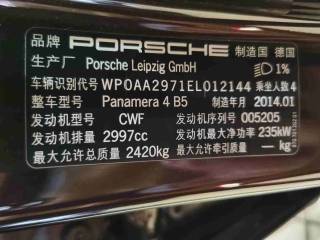 品牌 PORSCHE 制造国 德国
生产厂 Porsche Leipzig GmbH 1%
车辆识别代号 WP0AA2971EL012144 乘坐人数 4
整车型号 Panamera 4 B5 制造年月 2014.01
发动机型号 CWF 发动机序列号 005205
发动机排量 2997cc 发动机最大净功率 235kW
最大允许总质量 2420kg 最大允许牵引质量 — kg